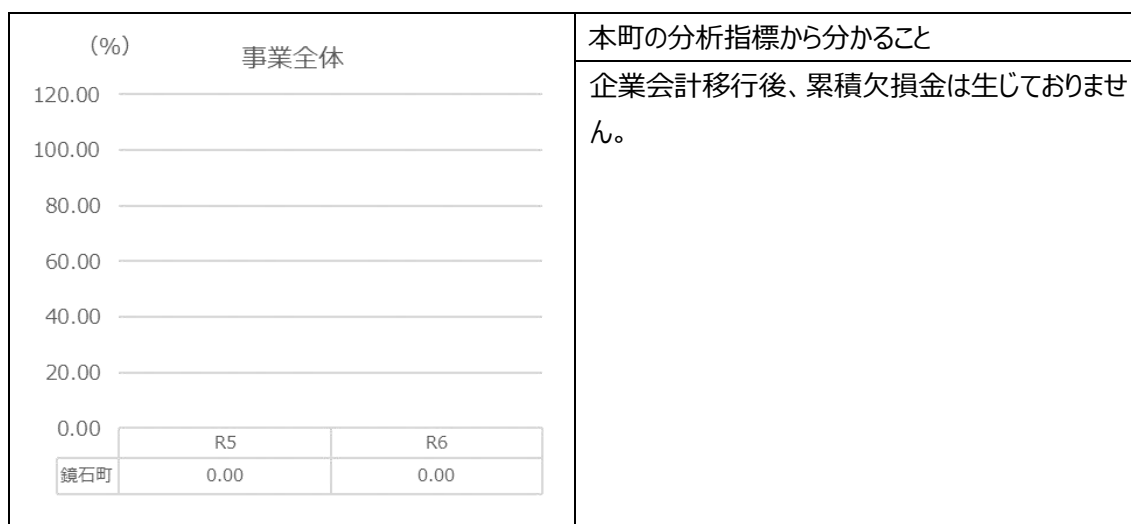 （%）
事業全体
120.00
100.00
80.00
60.00
40.00
20.00
0.00
R5 R6
鏡石町 0.00 0.00
本町の分析指標から分かること
企業会計移行後、累積欠損金は生じておりませ
ん。